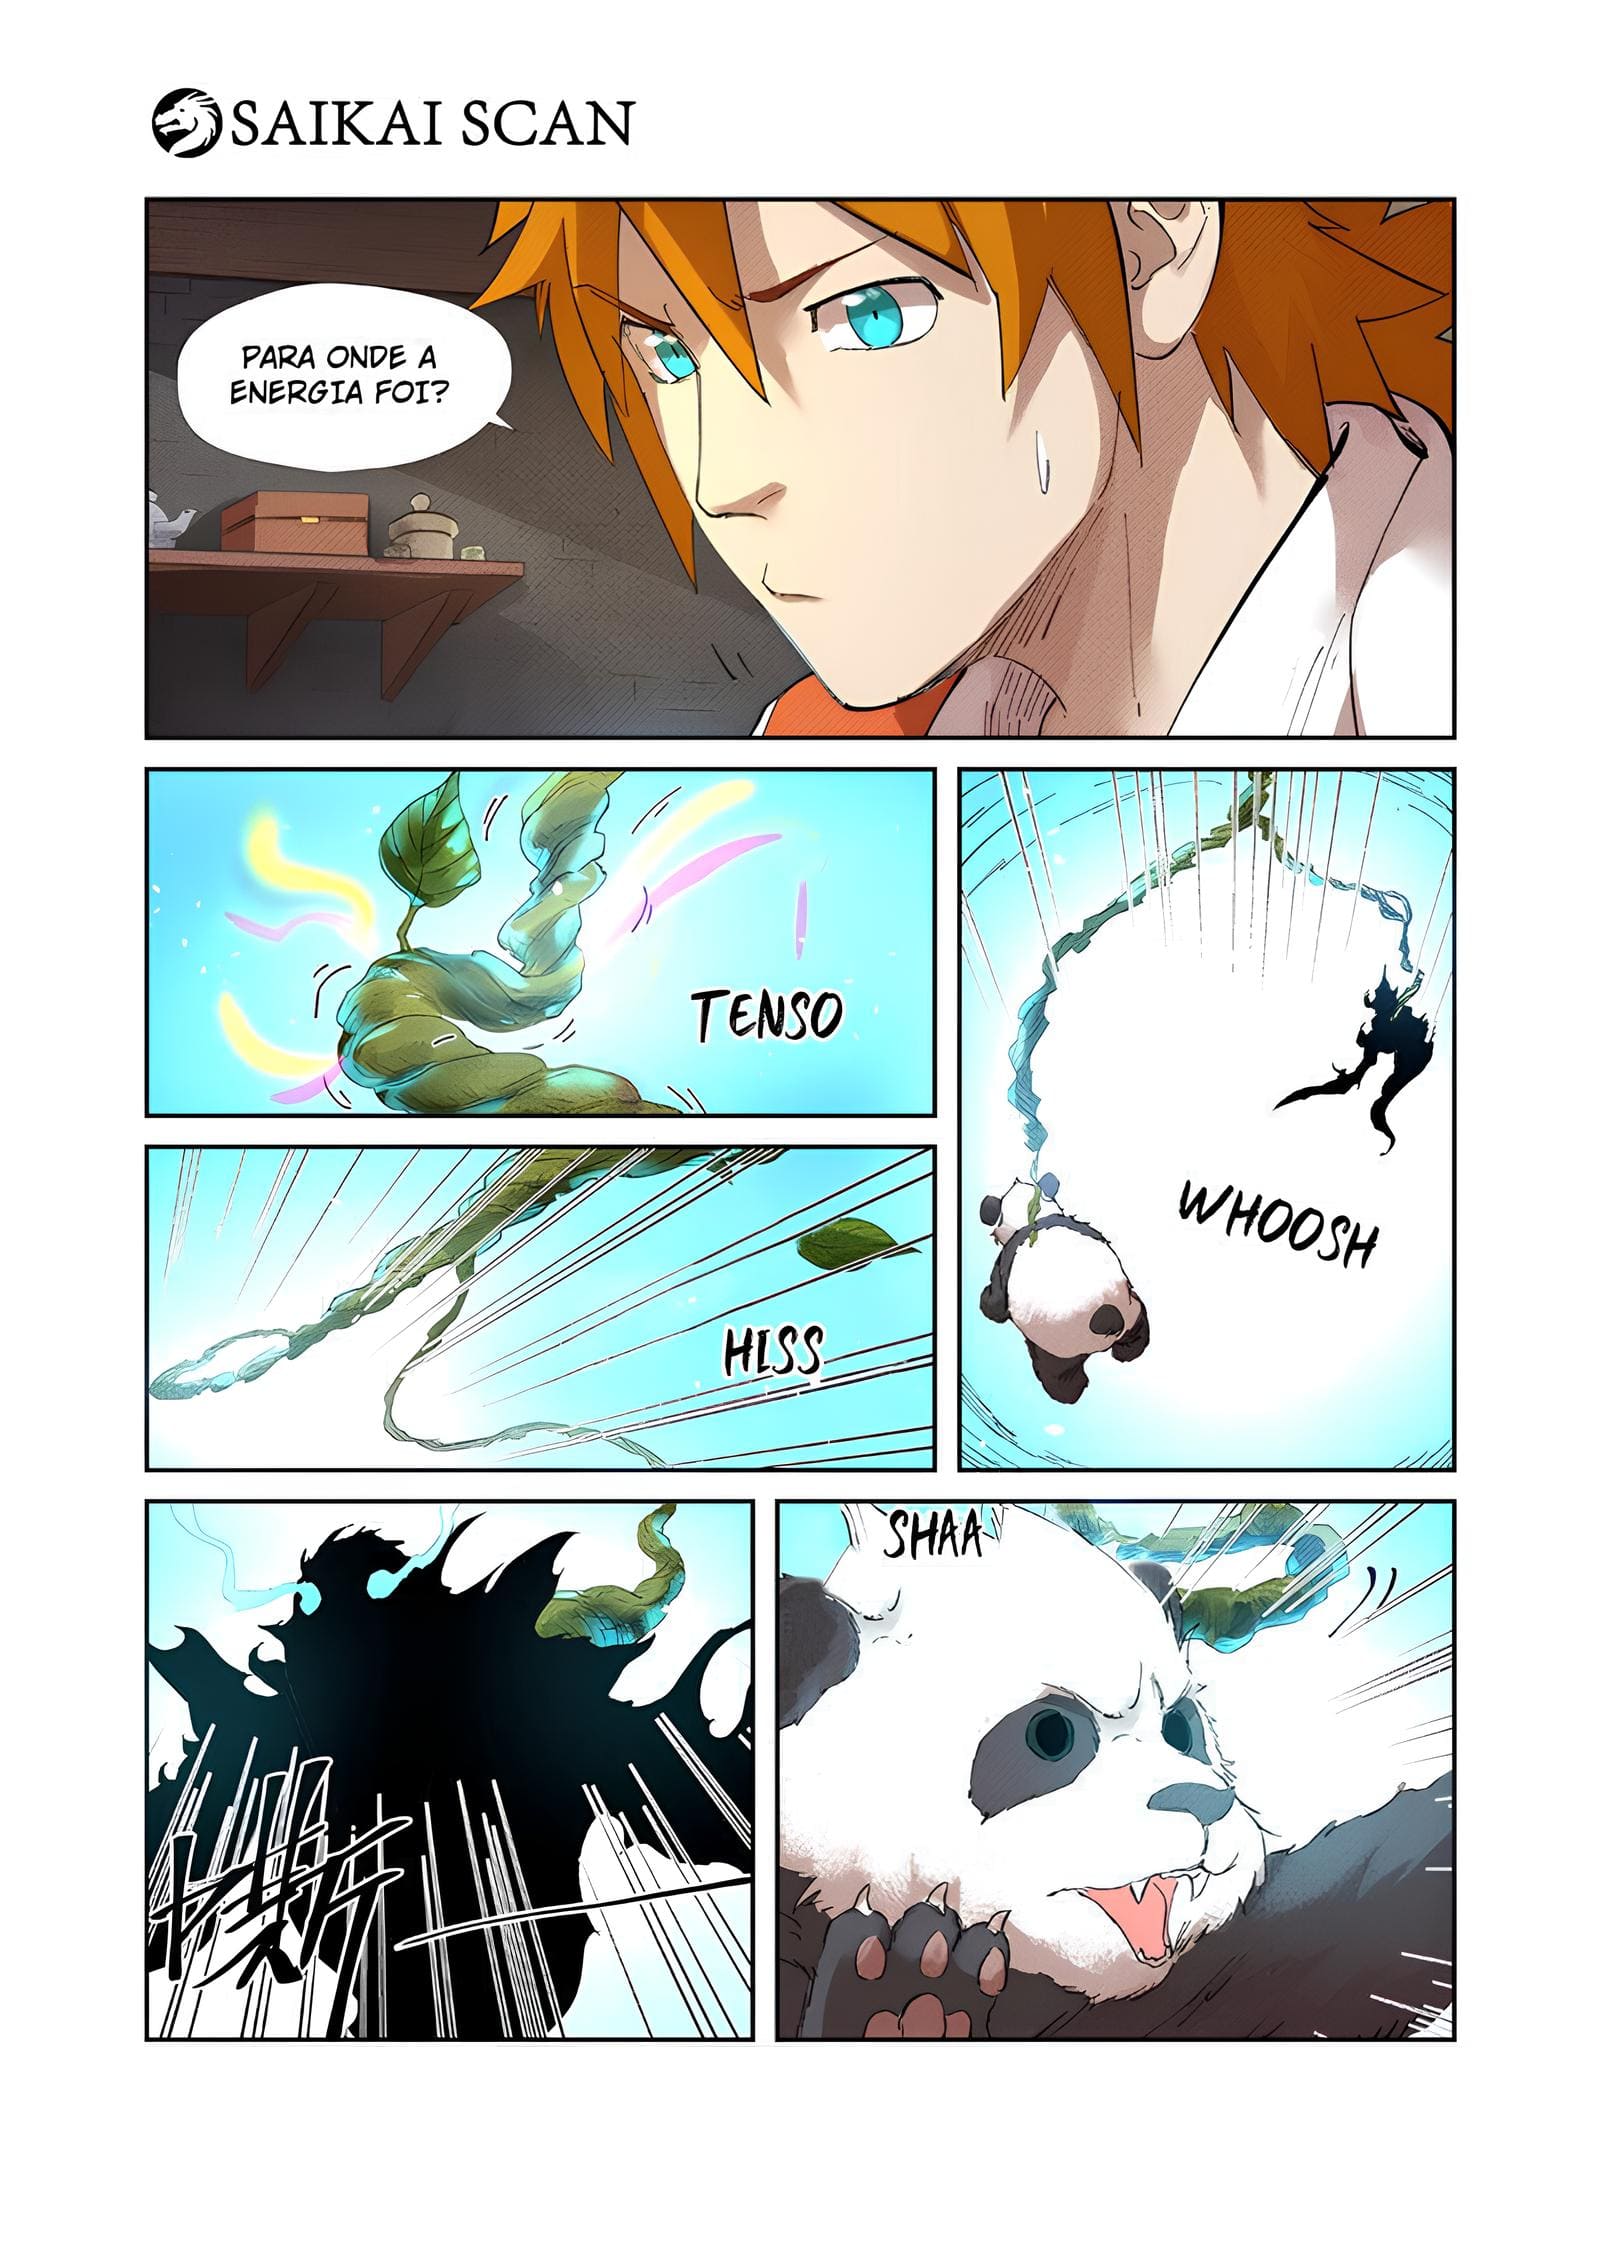 SAIKAI SCAN
PARA ONDE A
ENERGIA FOI?
TENSO
WHOOSH
HISS
SHAA